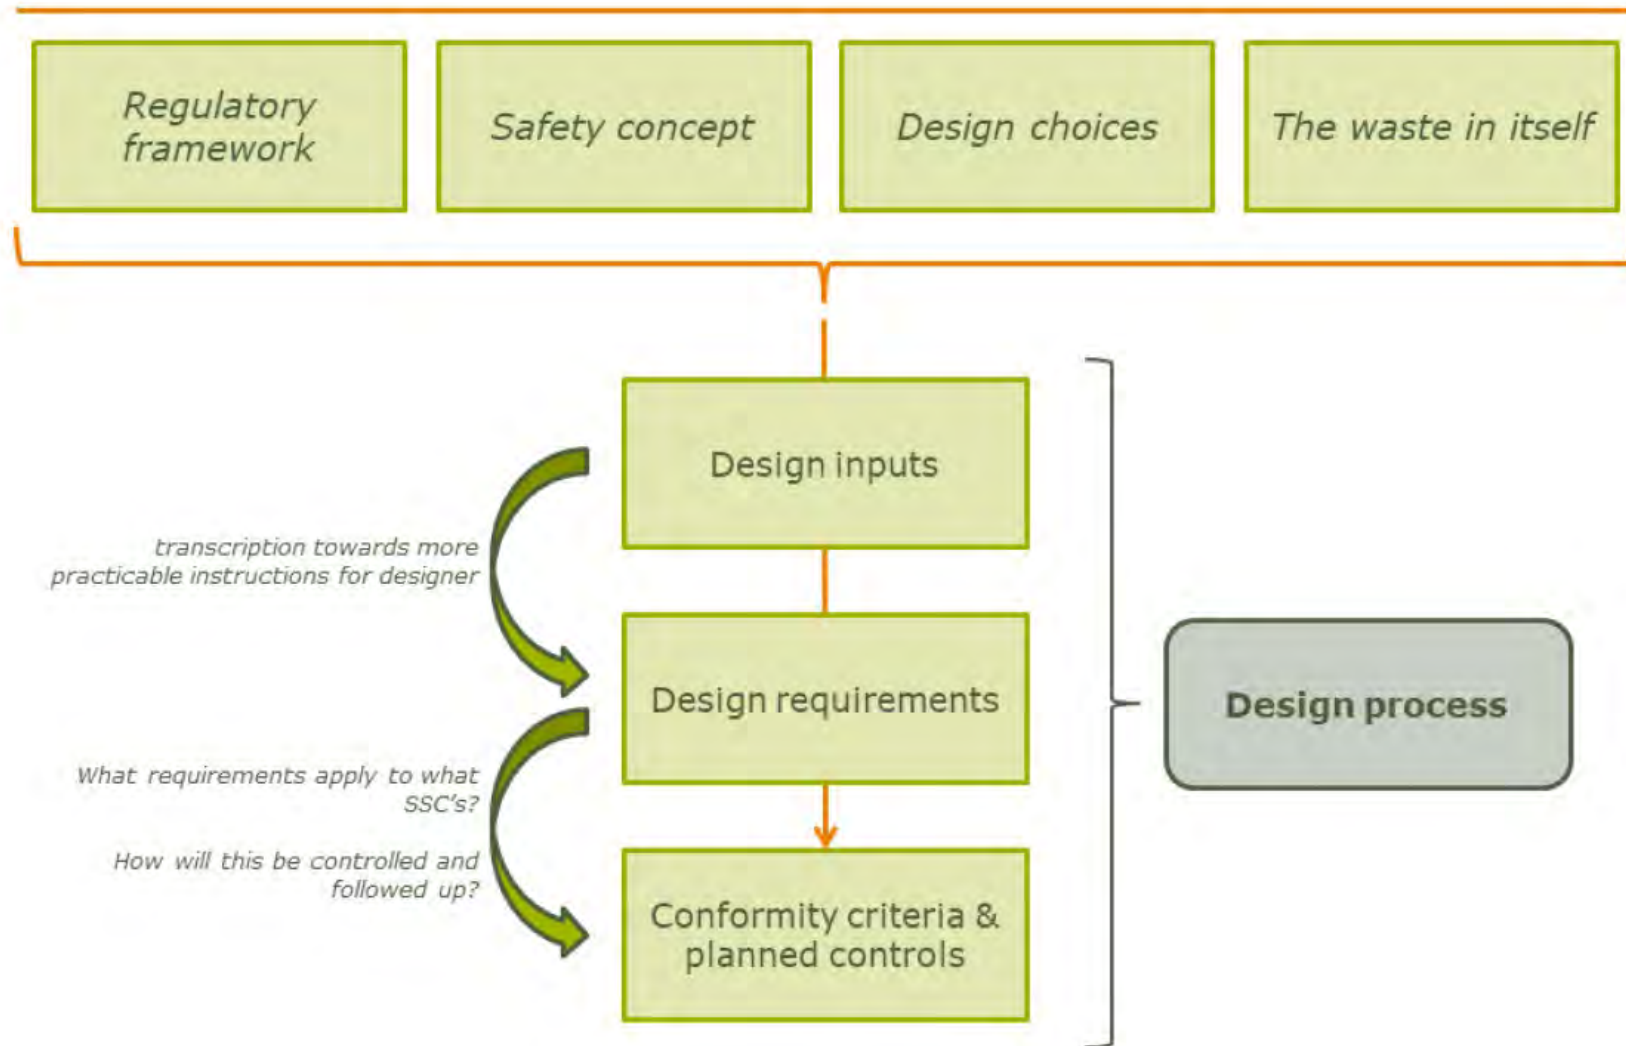 Regulatory
framework
Safety concept
Design choices
The waste in itself
Design inputs
transcription towards more
practicable instructions for designer
Design requirements
Design process
What requirements apply to what
SSC's?
How will this be controlled and
followed up?
Conformity criteria &
planned controls